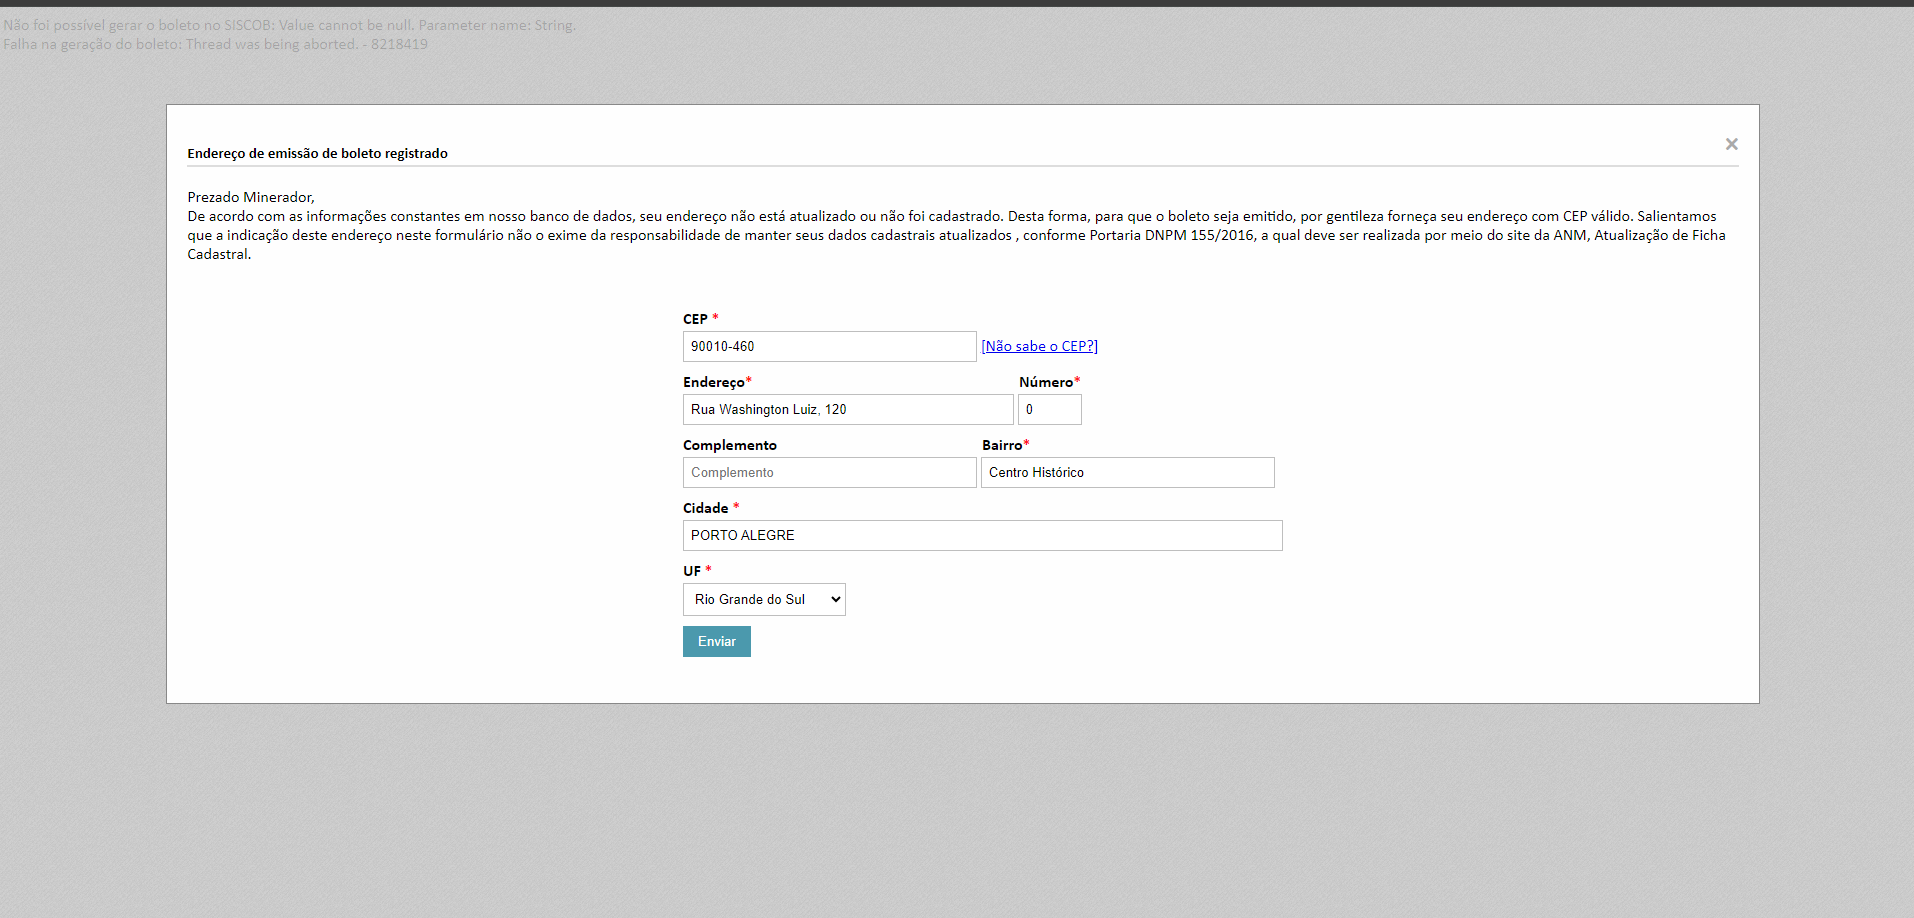 Não foi possível gerar o boleto no SISCOB: Value cannot be null. Parameter name: String.
Falha na geração do boleto: Thread was being aborted. - 8218419
Endereço de emissão de boleto registrado
×
Prezado Minerador,
De acordo com as informações constantes em nosso banco de dados, seu endereço não está atualizado ou não foi cadastrado. Desta forma, para que o boleto seja emitido, por gentileza forneça seu endereço com CEP válido. Salientamos
que a indicação deste endereço neste formulário não o exime da responsabilidade de manter seus dados cadastrais atualizados , conforme Portaria DNPM 155/2016, a qual deve ser realizada por meio do site da ANM, Atualização de Ficha
Cadastral.
CEP *
90010-460 [Não sabe o CEP?]
Endereço* Número*
Rua Washington Luiz, 120 0
Complemento Bairro*
Complemento Centro Histórico
Cidade *
PORTO ALEGRE
UF *
Rio Grande do Sul
Enviar